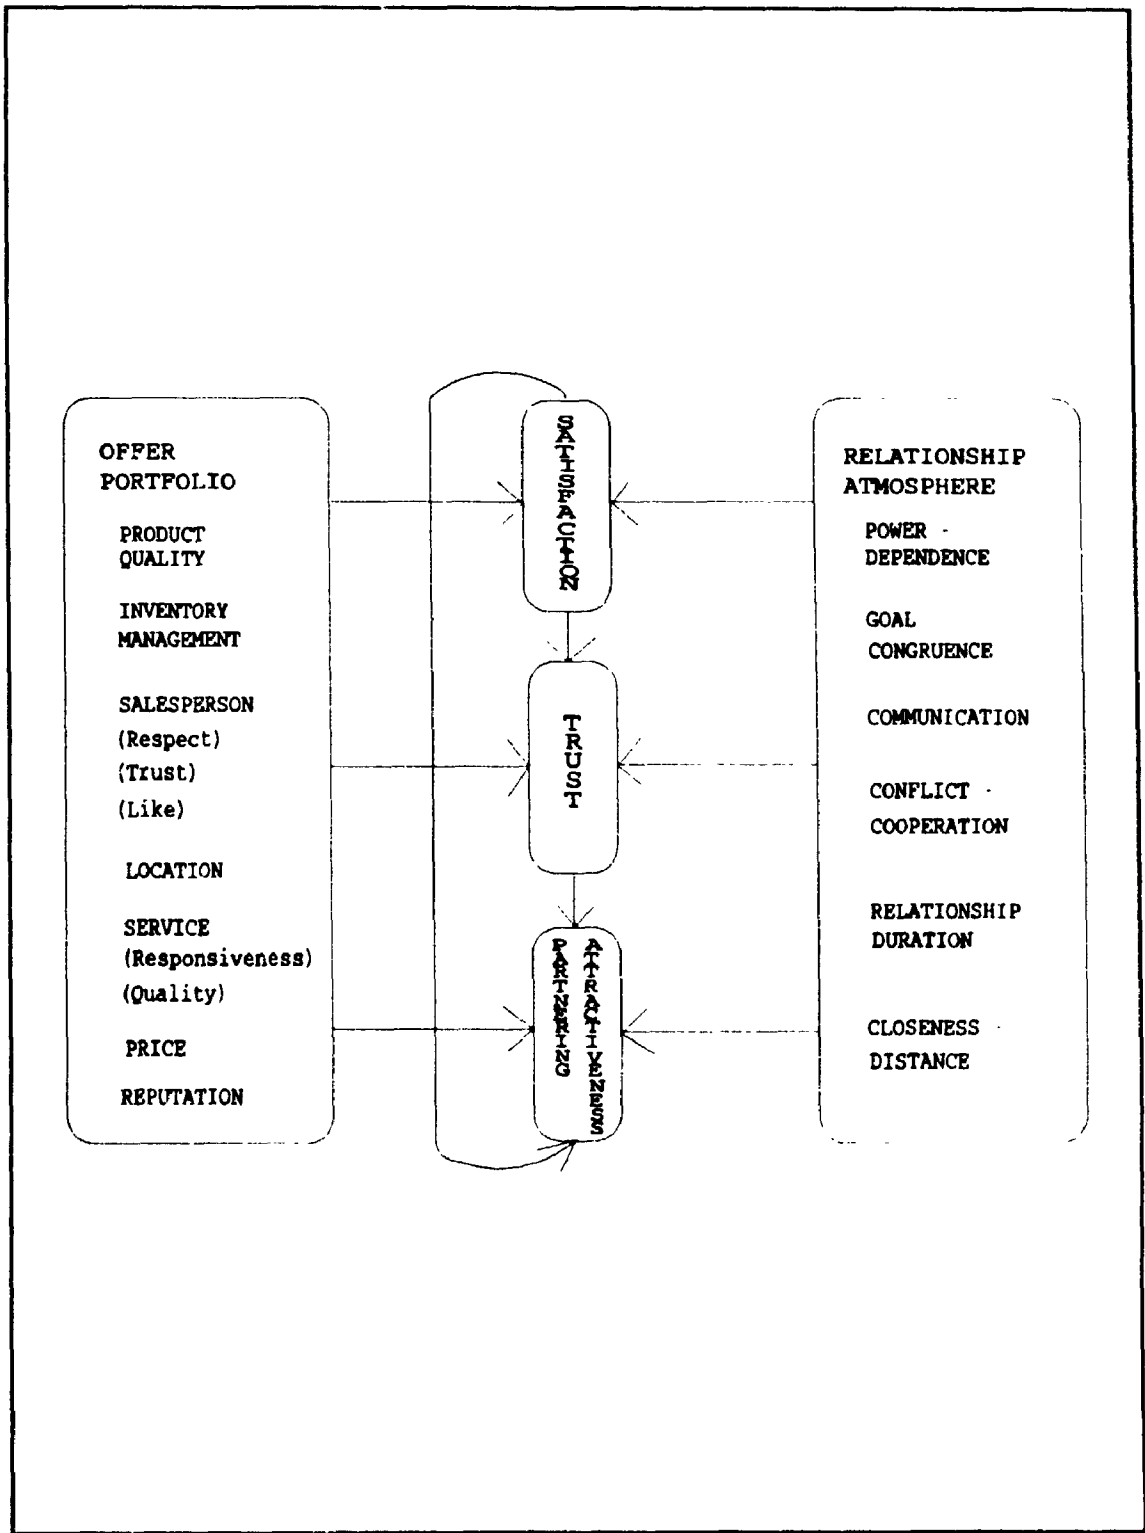 OFFER
PORTFOLIO
PRODUCT
QUALITY
INVENTORY
MANAGEMENT
SALESPERSON
(Respect)
(Trust)
(Like)
LOCATION
SERVICE
(Responsiveness)
(Quality)
PRICE
REPUTATION
SATISFACTION
TRUST
PARTNERING
ATTRACTIVENESS
RELATIONSHIP
ATMOSPHERE
POWER -
DEPENDENCE
GOAL
CONGRUENCE
COMMUNICATION
CONFLICT -
COOPERATION
RELATIONSHIP
DURATION
CLOSENESS -
DISTANCE